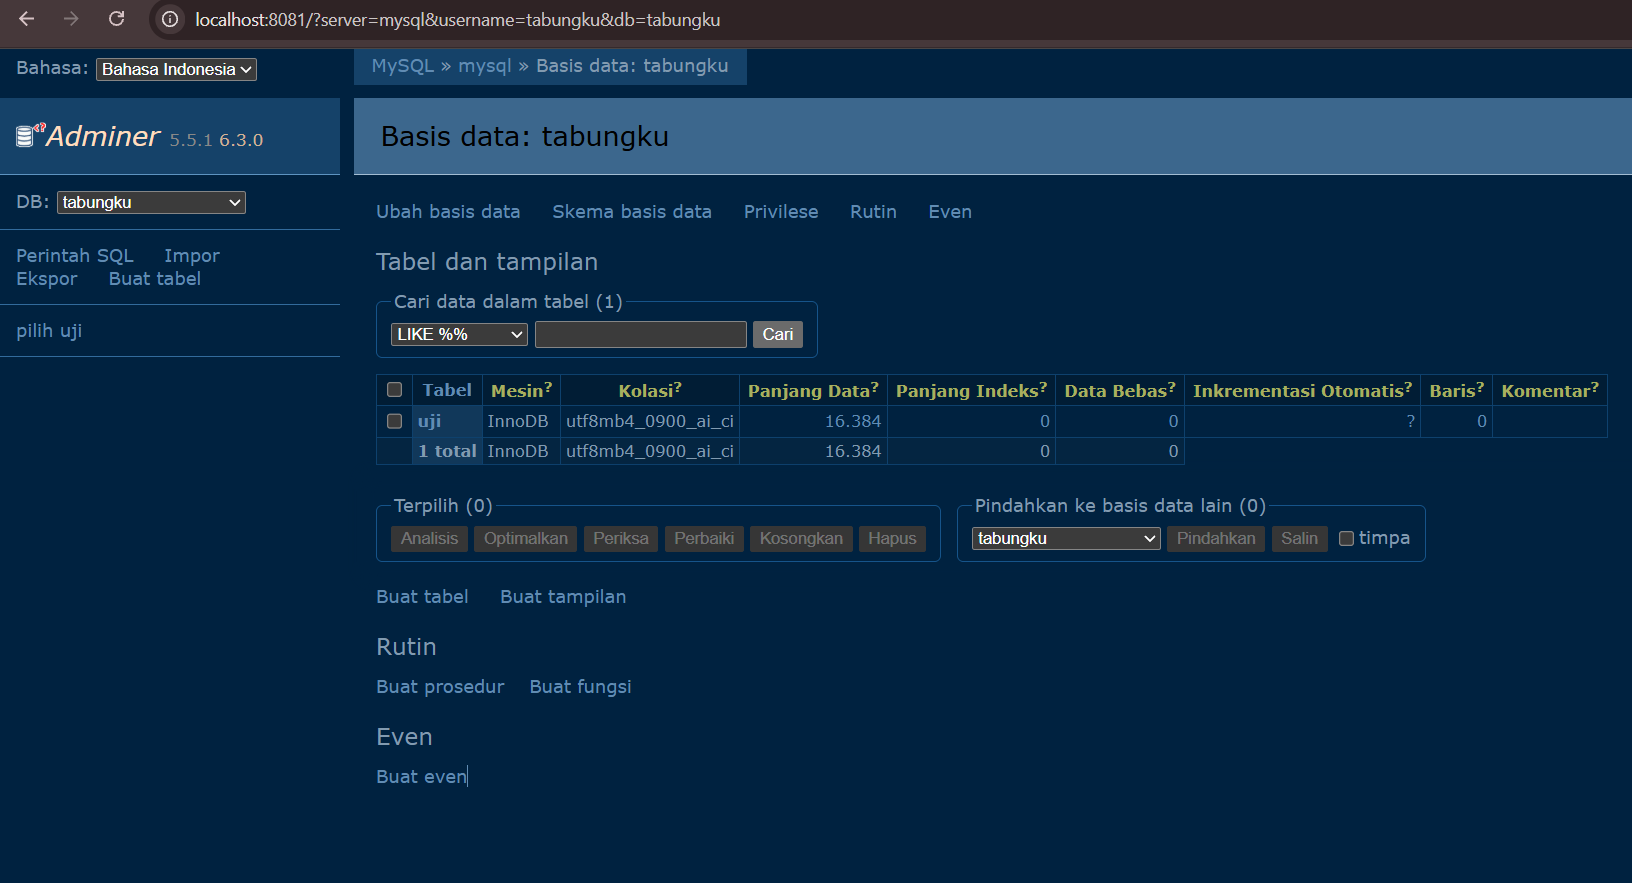 localhost:8081/?server=mysql&username=tabungku&db=tabungku
Bahasa: Bahasa Indonesia
MySQL » mysql » Basis data: tabungku
Adminer 5.5.1 6.3.0
Basis data: tabungku
DB: tabungku
Perintah SQL Impor
Ekspor Buat tabel
pilih uji
Ubah basis data Skema basis data Privilese Rutin Even
Tabel dan tampilan
Cari data dalam tabel (1)
LIKE %% Cari
Tabel Mesin? Kolasi? Panjang Data? Panjang Indeks? Data Bebas? Inkrementasi Otomatis? Baris? Komentar?
uji InnoDB utf8mb4_0900_ai_ci 16.384 0 0 ? 0
1 total InnoDB utf8mb4_0900_ai_ci 16.384 0 0
Terpilih (0)
Analisis Optimalkan Periksa Perbaiki Kosongkan Hapus
Pindahkan ke basis data lain (0)
tabungku Pindahkan Salin timpa
Buat tabel Buat tampilan
Rutin
Buat prosedur Buat fungsi
Even
Buat even